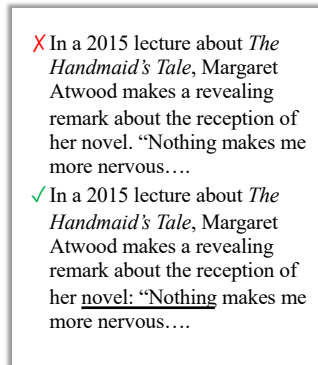 ✗ In a 2015 lecture about The
Handmaid’s Tale, Margaret
Atwood makes a revealing
remark about the reception of
her novel. “Nothing makes me
more nervous….
✓ In a 2015 lecture about The
Handmaid’s Tale, Margaret
Atwood makes a revealing
remark about the reception of
her novel: “Nothing makes me
more nervous….